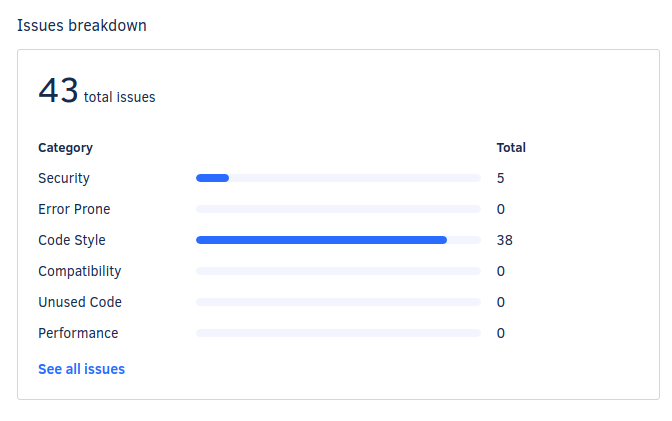 Issues breakdown
43 total issues
Category Total
Security 5
Error Prone 0
Code Style 38
Compatibility 0
Unused Code 0
Performance 0
See all issues